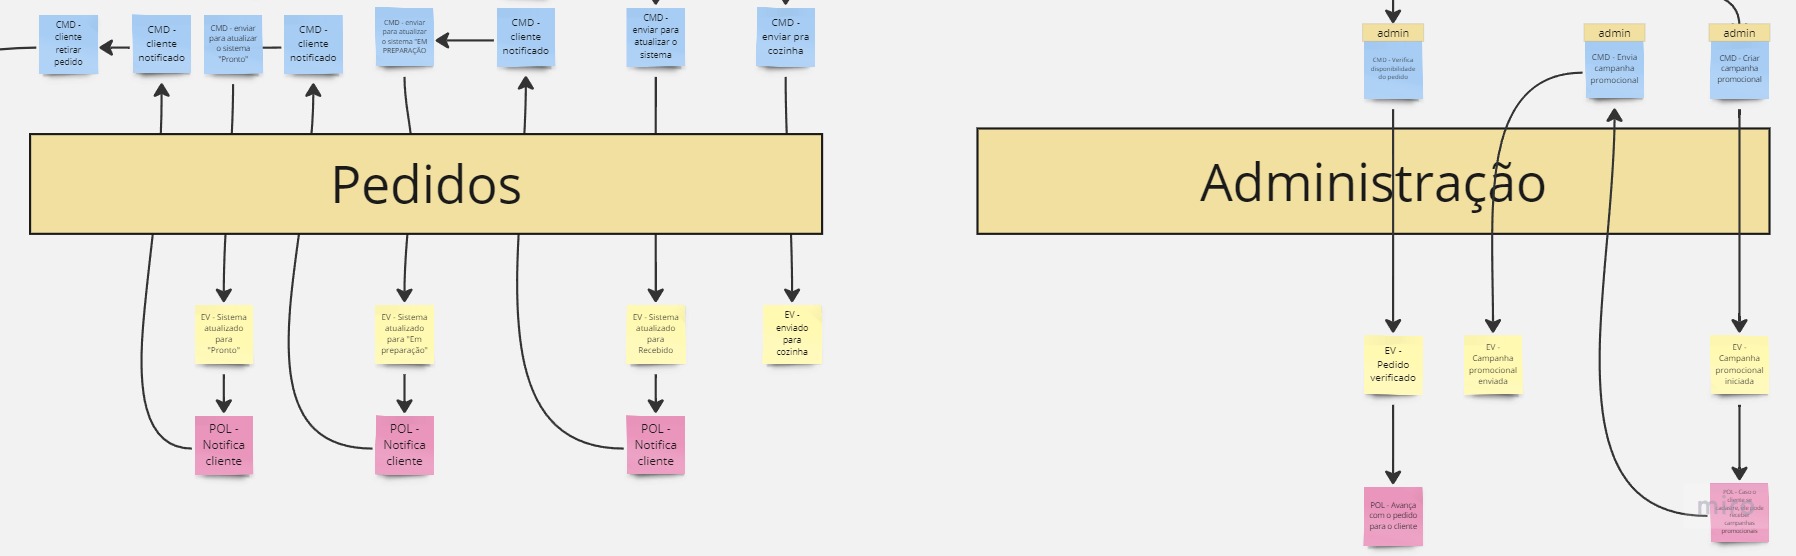 CMD -
cliente
retirar
pedido
CMD -
cliente
notificado
CMD - enviar
para atualizar
o sistema
"Pronto"
CMD -
cliente
notificado
CMD - enviar
para atualizar
o sistema "EM
PREPARAÇÃO
CMD -
cliente
notificado
CMD -
enviar para
atualizar o
sistema
CMD -
enviar pra
cozinha
Pedidos
EV - Sistema
atualizado
para
"Pronto"
EV - Sistema
atualizado
para "Em
preparação"
EV - Sistema
atualizado
para
Recebido
EV -
enviado
para
cozinha
POL -
Notifica
cliente
POL -
Notifica
cliente
POL -
Notifica
cliente
admin
CMD - Verifica
disponibilidade
do pedido
admin
CMD - Envia
campanha
promocional
admin
CMD - Criar
campanha
promocional
Administração
EV -
Pedido
verificado
EV -
Campanha
promocional
enviada
EV -
Campanha
promocional
iniciada
POL - Avança
com o pedido
para o cliente
POL - Caso o
cliente se
cadastre, ele pode
receber
campanhas
promocionais
miro